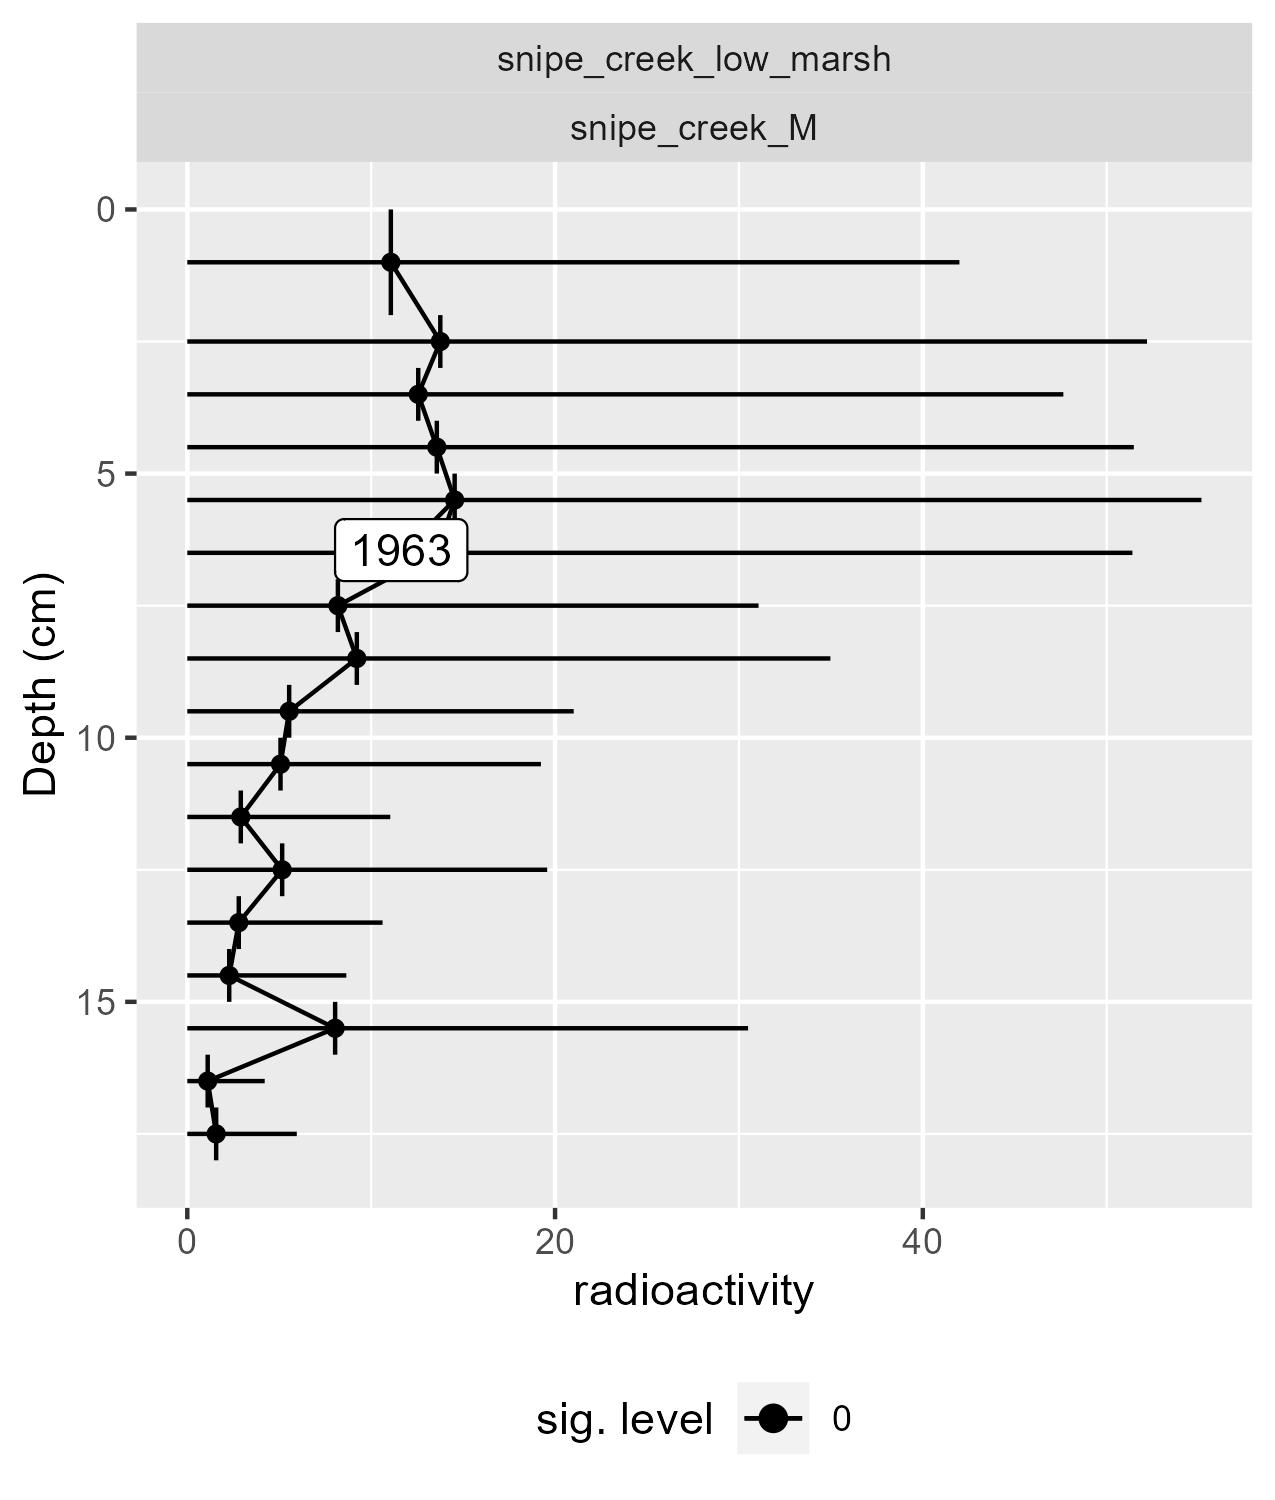 snipe_creek_low_marsh
snipe_creek_M
0
5
10
15
Depth (cm)
1963
0 20 40
radioactivity
sig. level 0